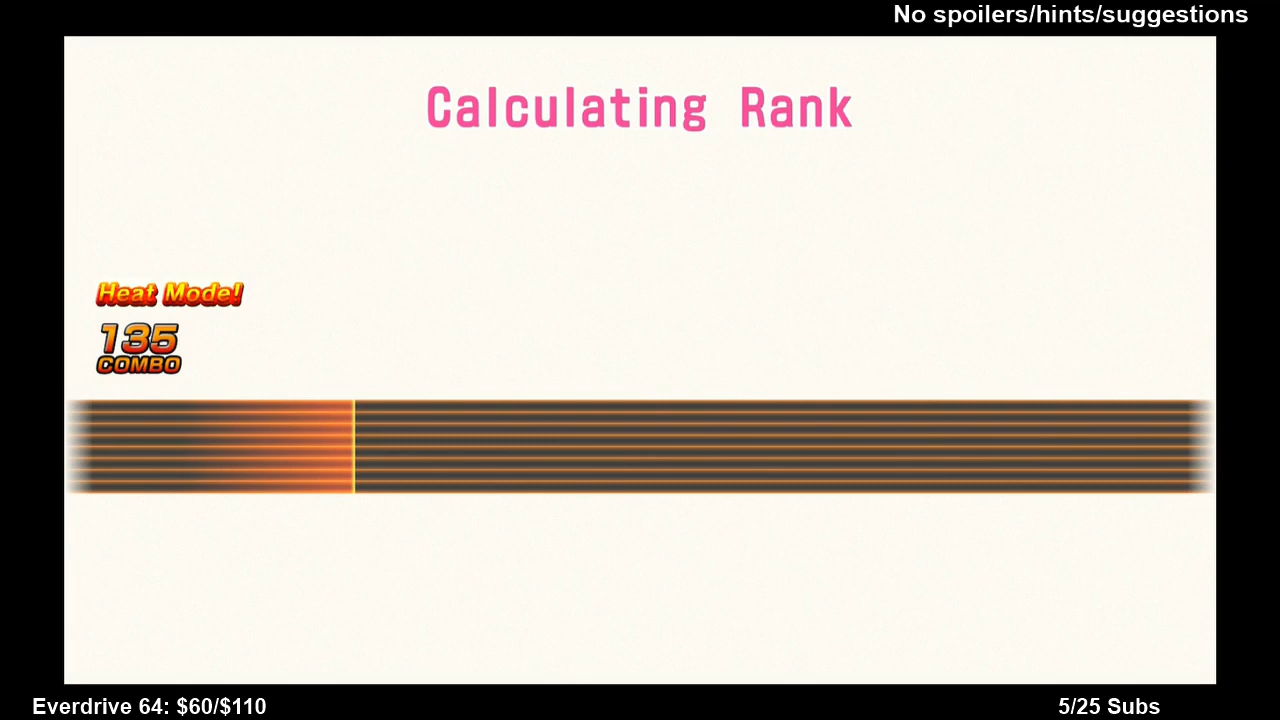 No spoilers/hints/suggestions
Calculating Rank
Heat Mode!
135
COMBO
Everdrive 64: $60/$110
5/25 Subs